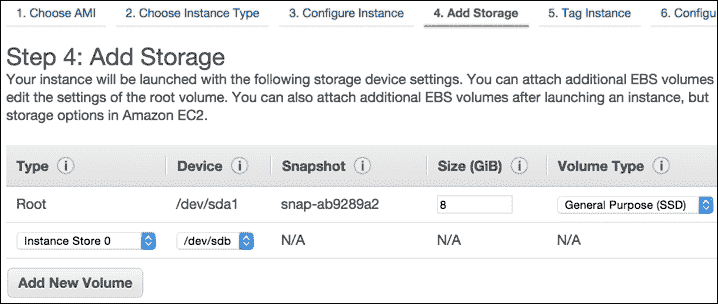 1. Choose AMI 2. Choose Instance Type 3. Configure Instance 4. Add Storage 5. Tag Instance 6. Configu
Step 4: Add Storage
Your instance will be launched with the following storage device settings. You can attach additional EBS volumes
edit the settings of the root volume. You can also attach additional EBS volumes after launching an instance, but
storage options in Amazon EC2.
Type i Device i Snapshot i Size (GiB) i Volume Type i
Root /dev/sda1 snap-ab9289a2 8 General Purpose (SSD)
Instance Store 0 /dev/sdb N/A N/A N/A
Add New Volume